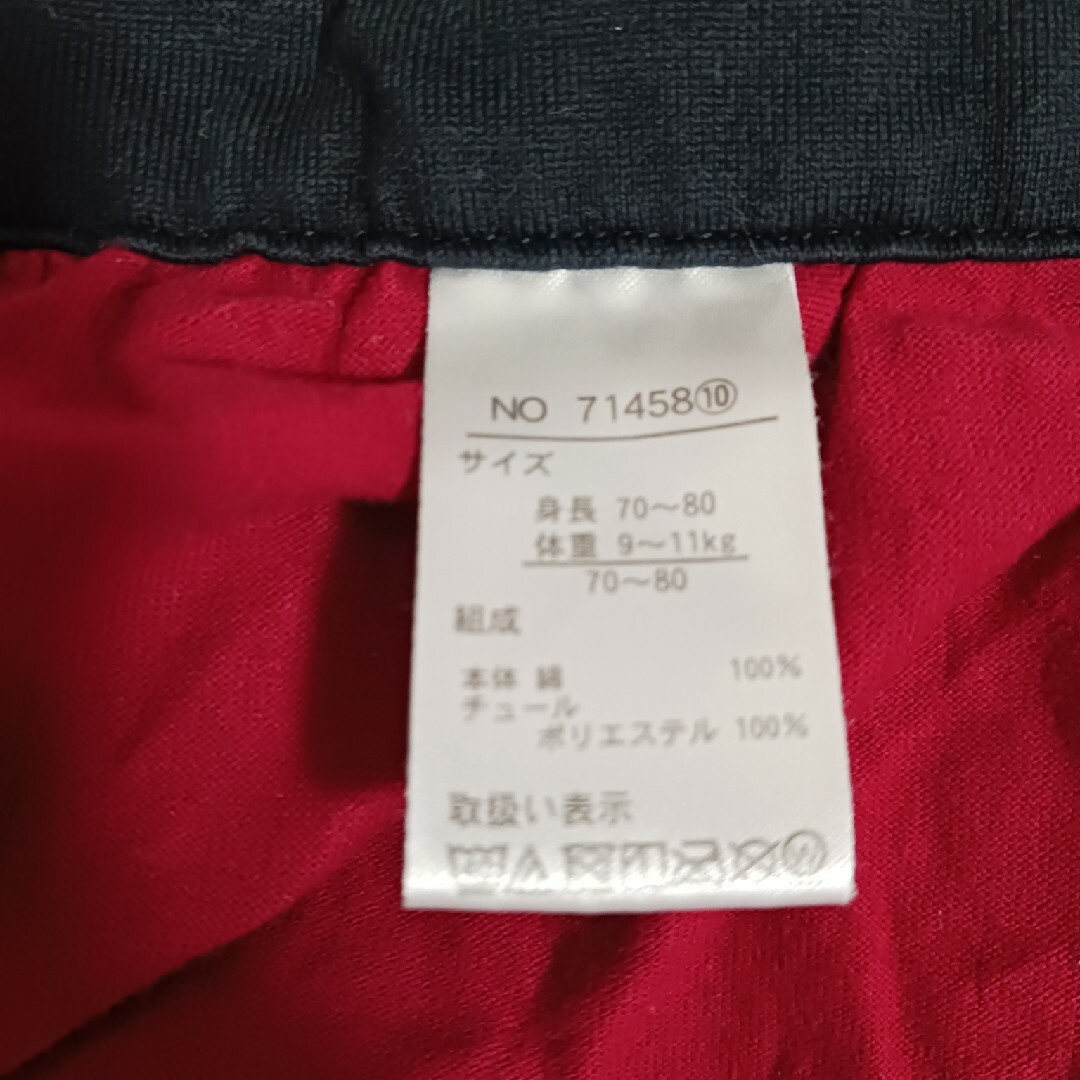 NO 71458⑩
サイズ
身長 70～80
体重 9～11kg
70～80
組成
本体 綿 100%
チュール
ポリエステル 100%
取扱い表示